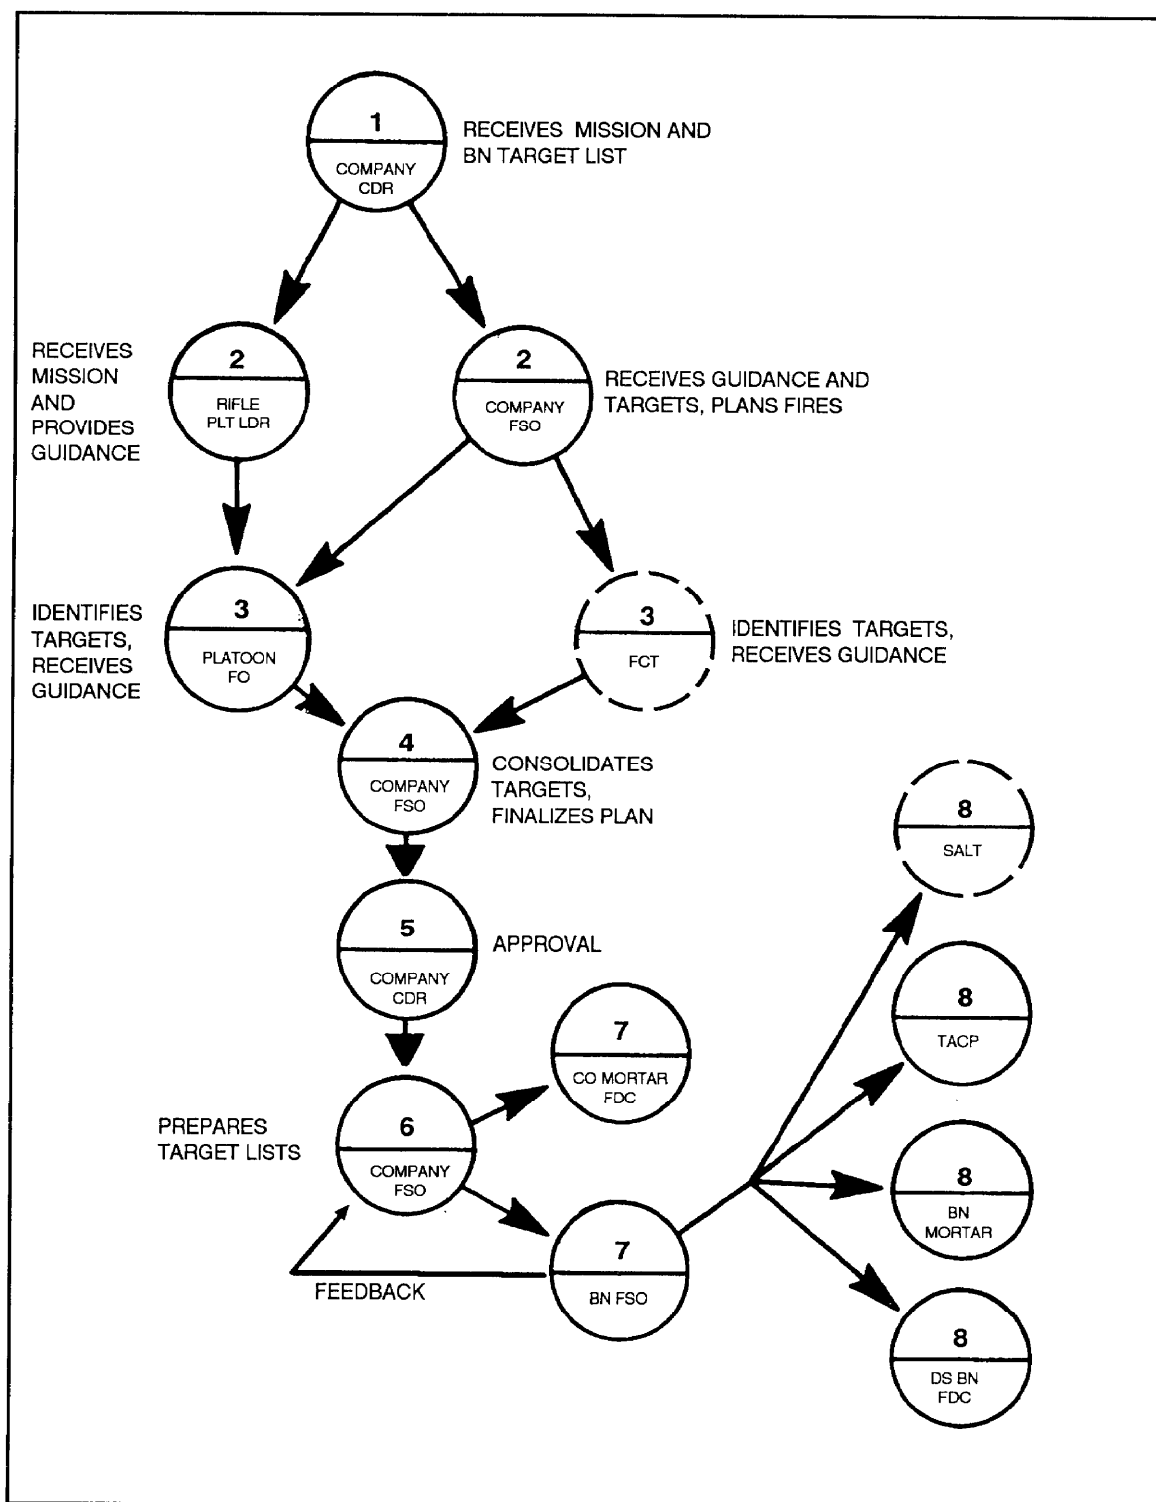 1
COMPANY
CDR
RECEIVES MISSION AND
BN TARGET LIST
RECEIVES
MISSION
AND
PROVIDES
GUIDANCE
2
RIFLE
PLT LDR
2
COMPANY
FSO
RECEIVES GUIDANCE AND
TARGETS, PLANS FIRES
IDENTIFIES
TARGETS,
RECEIVES
GUIDANCE
3
PLATOON
FO
3
FCT
IDENTIFIES TARGETS,
RECEIVES GUIDANCE
4
COMPANY
FSO
CONSOLIDATES
TARGETS,
FINALIZES PLAN
5
COMPANY
CDR
APPROVAL
PREPARES
TARGET LISTS
6
COMPANY
FSO
7
CO MORTAR
FDC
7
BN FSO
FEEDBACK
8
SALT
8
TACP
8
BN
MORTAR
8
DS BN
FDC